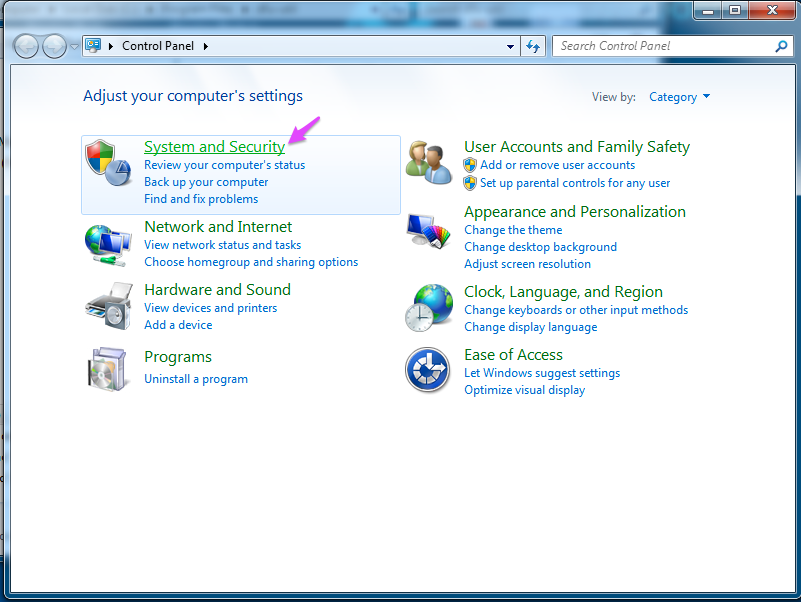 Control Panel
Search Control Panel
Adjust your computer's settings
View by: Category
System and Security
Review your computer's status
Back up your computer
Find and fix problems
Network and Internet
View network status and tasks
Choose homegroup and sharing options
Hardware and Sound
View devices and printers
Add a device
Programs
Uninstall a program
User Accounts and Family Safety
Add or remove user accounts
Set up parental controls for any user
Appearance and Personalization
Change the theme
Change desktop background
Adjust screen resolution
Clock, Language, and Region
Change keyboards or other input methods
Change display language
Ease of Access
Let Windows suggest settings
Optimize visual display